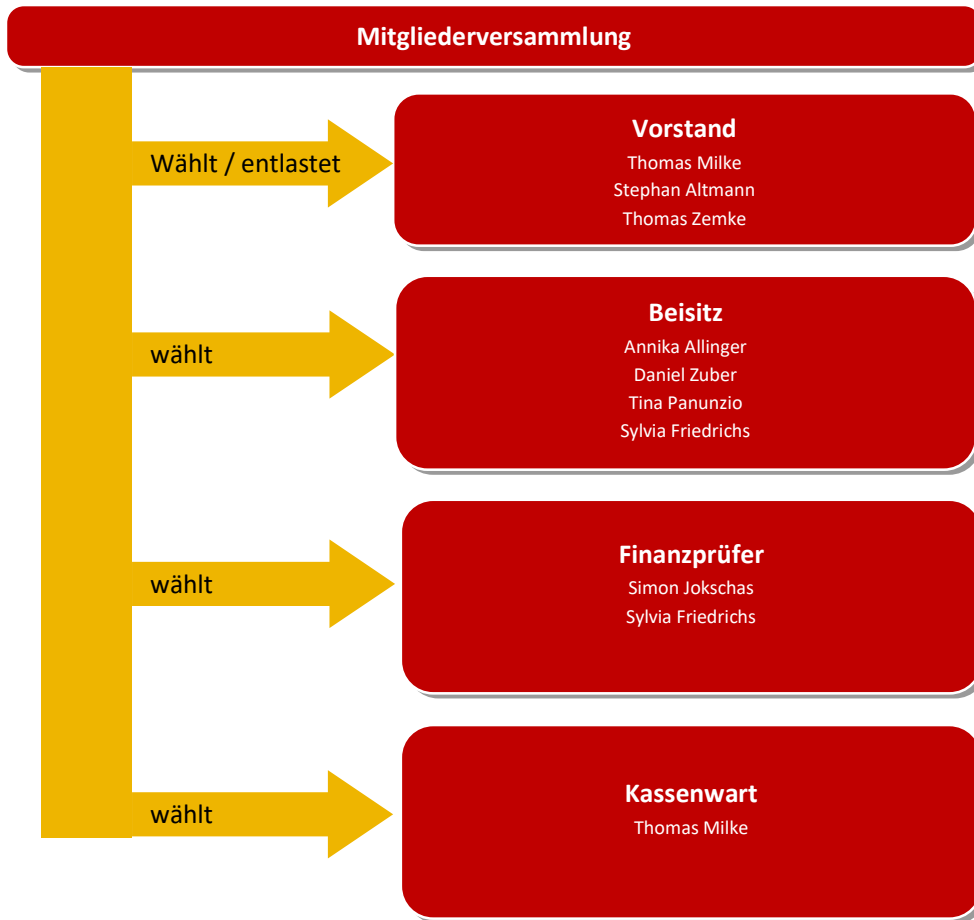 Mitgliederversammlung
Wählt / entlastet
Vorstand
Thomas Milke
Stephan Altmann
Thomas Zemke
wählt
Beisitz
Annika Allinger
Daniel Zuber
Tina Panunzio
Sylvia Friedrichs
wählt
Finanzprüfer
Simon Jokschas
Sylvia Friedrichs
wählt
Kassenwart
Thomas Milke